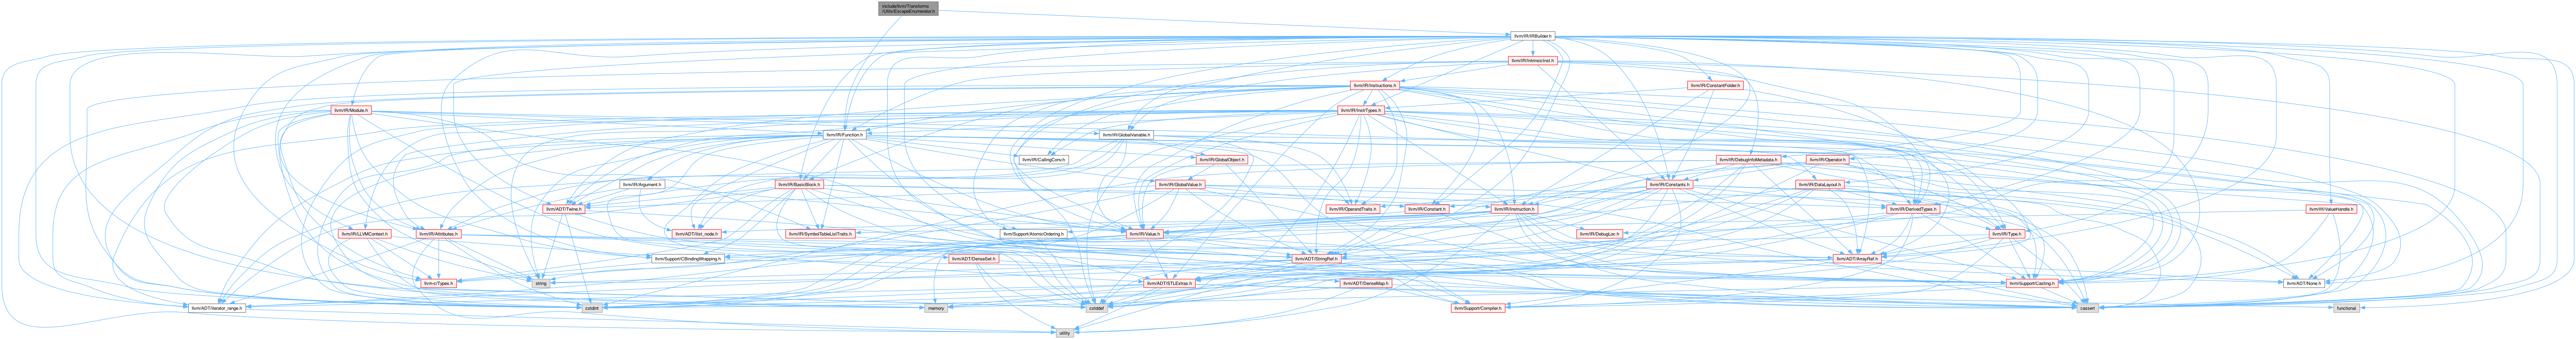 include/llvm/Transforms
/Utils/EscapeEnumerator.h
llvm/IR/IRBuilder.h
llvm/IR/IntrinsicInst.h
llvm/IR/Instructions.h
llvm/IR/ConstantFolder.h
llvm/IR/Module.h
llvm/IR/InstrTypes.h
llvm/IR/Function.h
llvm/IR/GlobalVariable.h
llvm/IR/CallingConv.h
llvm/IR/GlobalObject.h
llvm/IR/DebugInfoMetadata.h
llvm/IR/Operator.h
llvm/IR/Argument.h
llvm/IR/BasicBlock.h
llvm/IR/GlobalValue.h
llvm/IR/Constants.h
llvm/IR/DataLayout.h
llvm/ADT/Twine.h
llvm/IR/OperandTraits.h
llvm/IR/Constant.h
llvm/IR/Instruction.h
llvm/IR/DerivedTypes.h
llvm/IR/ValueHandle.h
llvm/IR/LLVMContext.h
llvm/IR/Attributes.h
llvm/ADT/ilist_node.h
llvm/IR/SymbolTableListTraits.h
llvm/Support/AtomicOrdering.h
llvm/IR/Value.h
llvm/IR/DebugLoc.h
llvm/IR/Type.h
llvm/Support/CBindingWrapping.h
llvm/ADT/DenseSet.h
llvm/ADT/StringRef.h
llvm/ADT/ArrayRef.h
llvm-c/Types.h
string
llvm/ADT/STLExtras.h
llvm/ADT/DenseMap.h
llvm/Support/Casting.h
llvm/ADT/None.h
llvm/ADT/iterator_range.h
cstdint
memory
cstddef
llvm/Support/Compiler.h
cassert
functional
utility